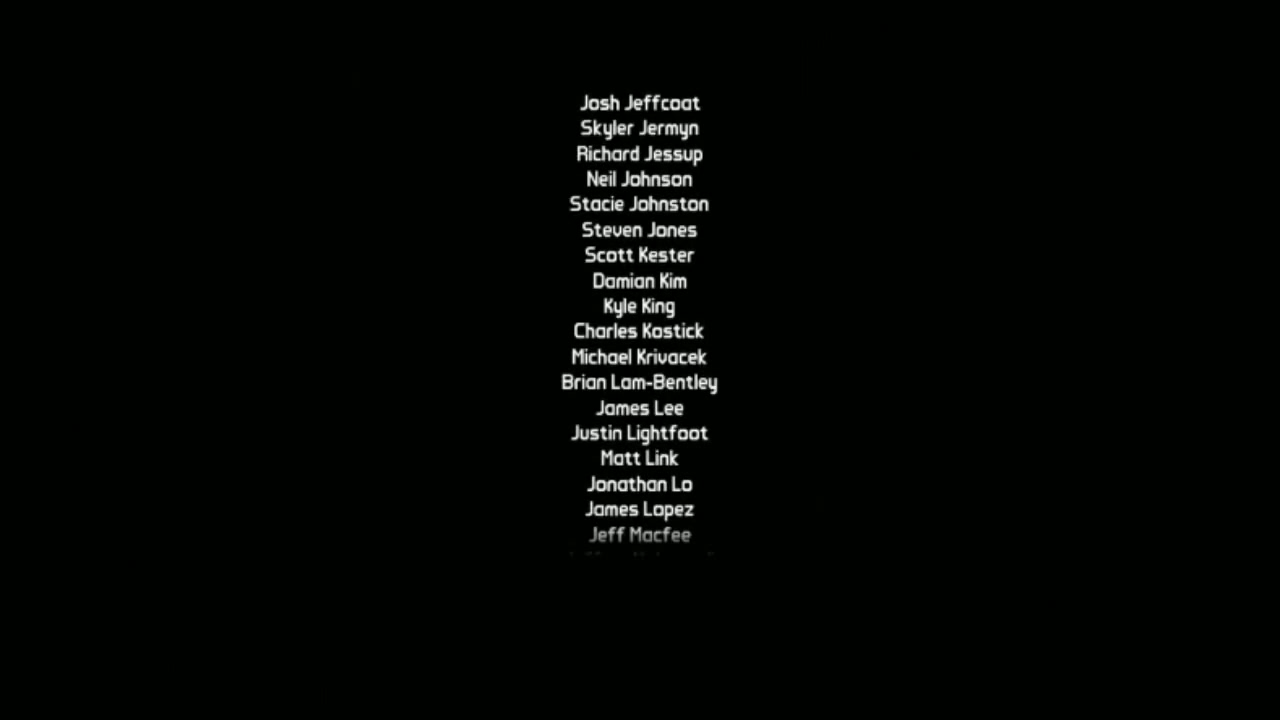 Josh Jeffcoat
Skyler Jermyn
Richard Jessup
Neil Johnson
Stacie Johnston
Steven Jones
Scott Kester
Damian Kim
Kyle King
Charles Kostick
Michael Krivacek
Brian Lam-Bentley
James Lee
Justin Lightfoot
Matt Link
Jonathan Lo
James Lopez
Jeff Macfee